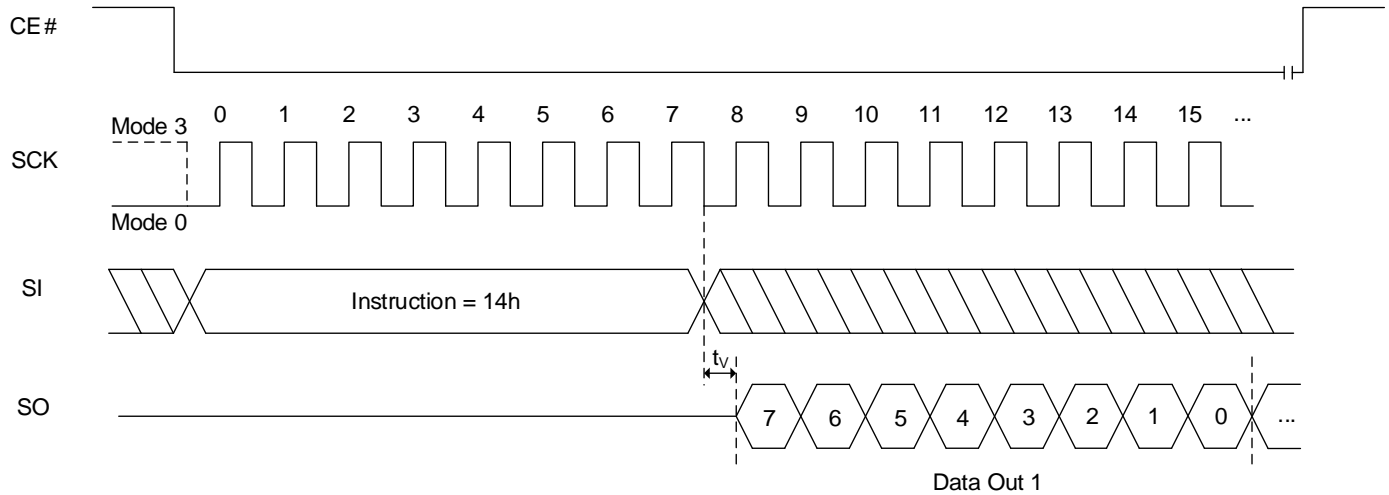 CE#
0 1 2 3 4 5 6 7 8 9 10 11 12 13 14 15 ...
Mode 3
SCK
Mode 0
SI
Instruction = 14h
tV
SO
7 6 5 4 3 2 1 0 ...
Data Out 1